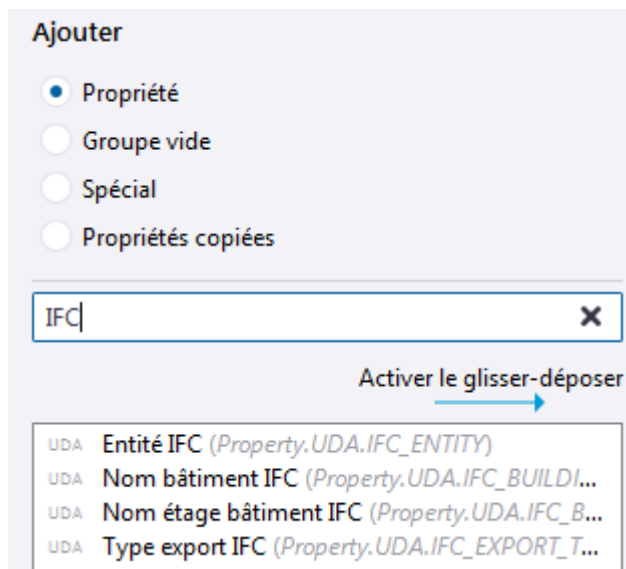 Ajouter
Propriété
Groupe vide
Spécial
Propriétés copiées
IFC
Activer le glisser-déposer
UDA Entité IFC (Property.UDA.IFC_ENTITY)
UDA Nom bâtiment IFC (Property.UDA.IFC_BUILDI...
UDA Nom étage bâtiment IFC (Property.UDA.IFC_B...
UDA Type export IFC (Property.UDA.IFC_EXPORT_T...